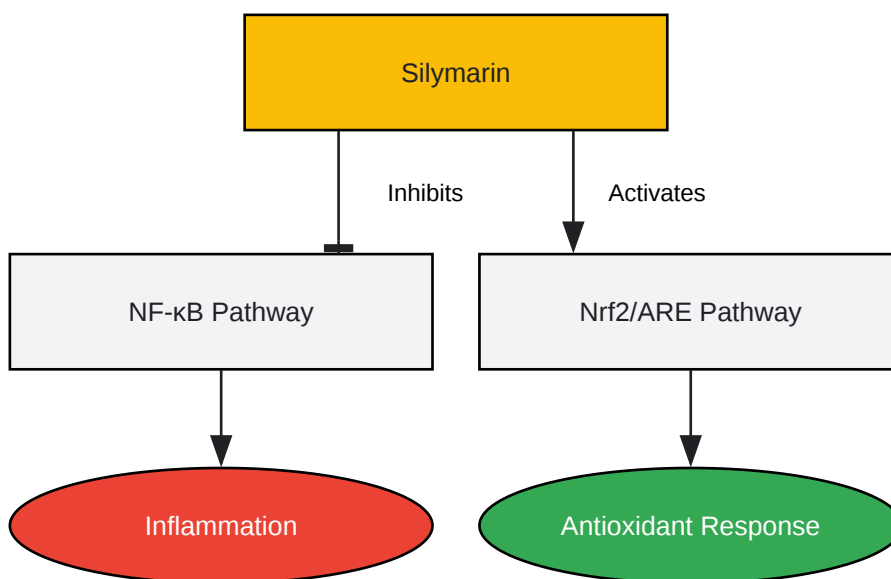 Silymarin
Inhibits
Activates
NF-κB Pathway
Nrf2/ARE Pathway
Inflammation
Antioxidant Response